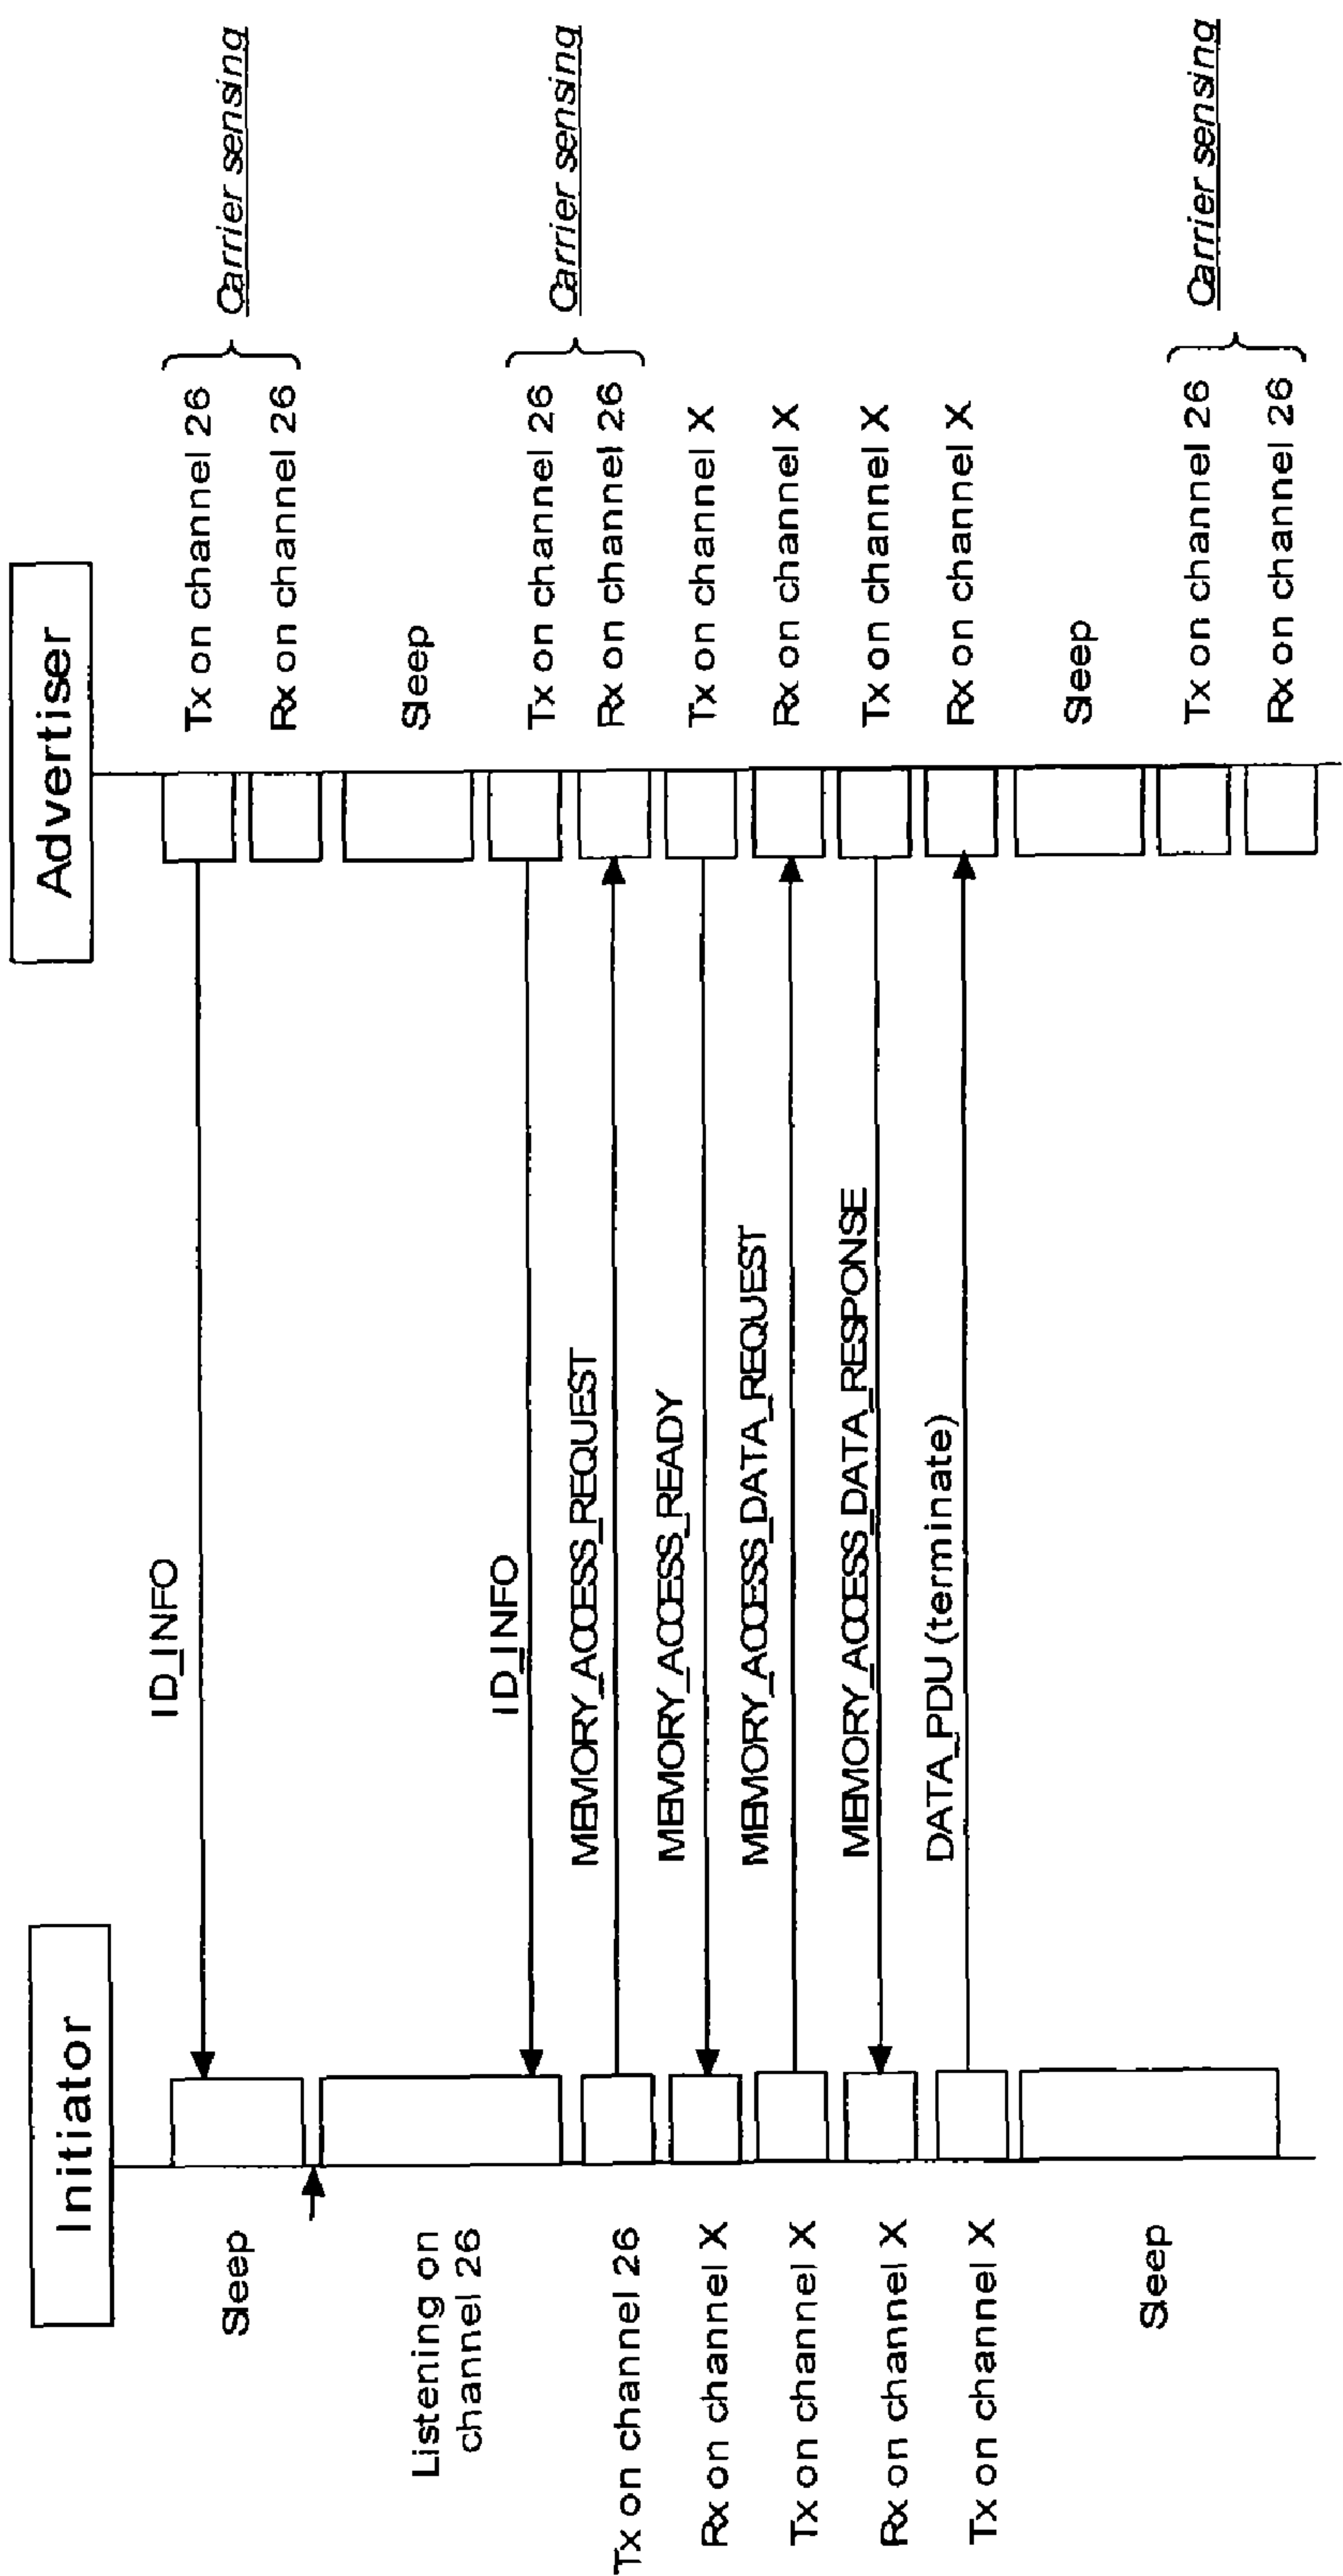 Initiator
Advertiser
Sleep
ID_INFO
Tx on channel 26
Rx on channel 26
Carrier sensing
Listening on
channel 26
Sleep
ID_INFO
Tx on channel 26
Carrier sensing
Tx on channel 26
MEMORY_ACCESS_REQUEST
Rx on channel 26
Rx on channel X
MEMORY_ACCESS_READY
Tx on channel X
Tx on channel X
MEMORY_ACCESS_DATA_REQUEST
Rx on channel X
Rx on channel X
MEMORY_ACCESS_DATA_RESPONSE
Tx on channel X
Tx on channel X
DATA_PDU (terminate)
Rx on channel X
Sleep
Sleep
Tx on channel 26
Rx on channel 26
Carrier sensing